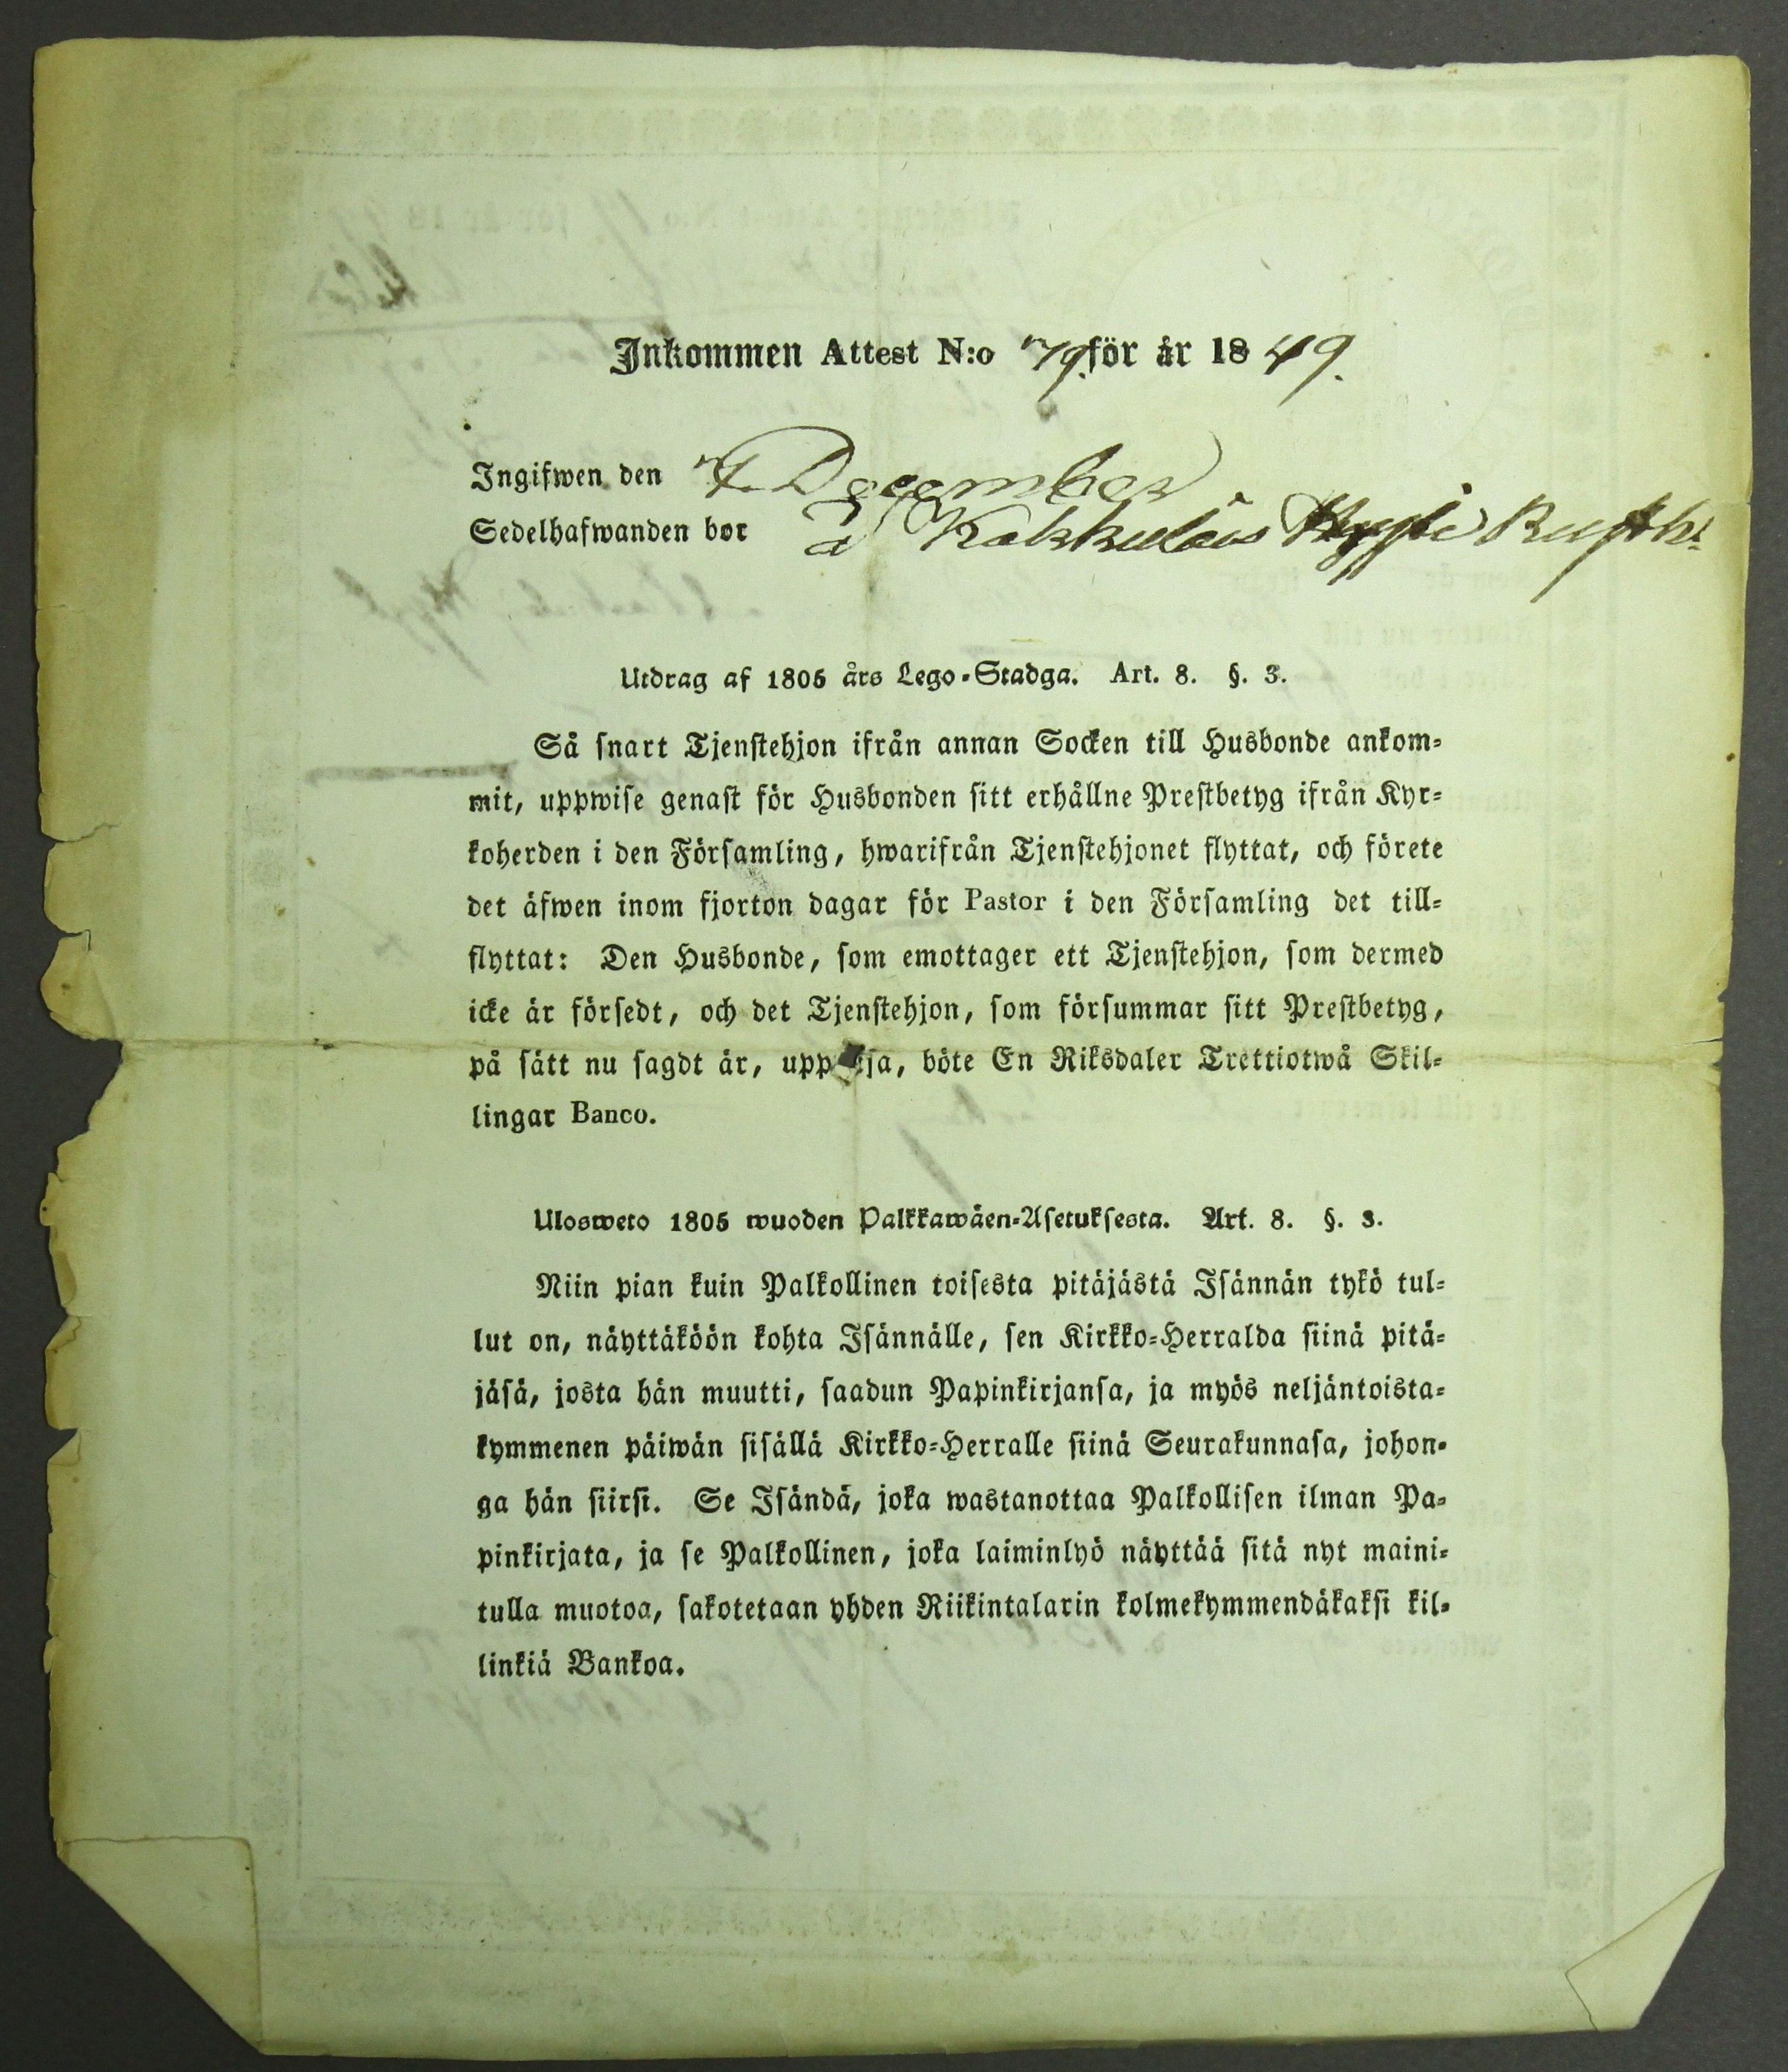 Inkommen Attest N:o 79. för år 1849.
Ingifwen den 7 December
Sedelhafwanden bor å Kakkulais
Utdrag af 1805 års Lego-Stadga. Art. 8. §. 3.
Så snart Tjenstehjon ifrån annan Socken till Husbonde ankom-
mit, uppwise genast för Husbonden sitt erhållne Prestbetyg ifrån Kyr-
koherden i den Församling, hwarifrån Tjenstehjonet flyttat, och förete
det äfwen inom fjorton dagar för Pastor i den Församling det till-
flyttat: Den Husbonde, som emottager ett Tjenstehjon, som dermed
icke är försedt, och det Tjenstehjon, som försummar sitt Prestbetyg,
på sätt nu sagdt är, böte En Riksdaler Trettiotwå Skil-
lingar Banco.
Ulosweto 1805 wuoden Palkkawäen-Asetuksesta. Art. 8. §. 3.
Niin pian kuin Palkollinen toisesta pitäjästä Isännän tykö tul-
lut on, näyttäköön kohta Isännälle, sen Kirkko-Herralda siinä pitä-
jäsä, josta hän muutti, saadun Papinkirjansa, ja myös neljäntoista-
kymmenen päiwän sisällä Kirkko-Herralle siinä Seurakunnasa, johon-
ga hän siirsi. Se Isändä, joka wastanottaa Palkollisen ilman Pa-
pinkirjata, ja se Palkollinen, joka laiminlyö näyttää sitä nyt maini-
tulla muotoa, sakotetaan yhden Riikintalarin kolmekymmendäkaksi kil-
linkiä Bankoa.